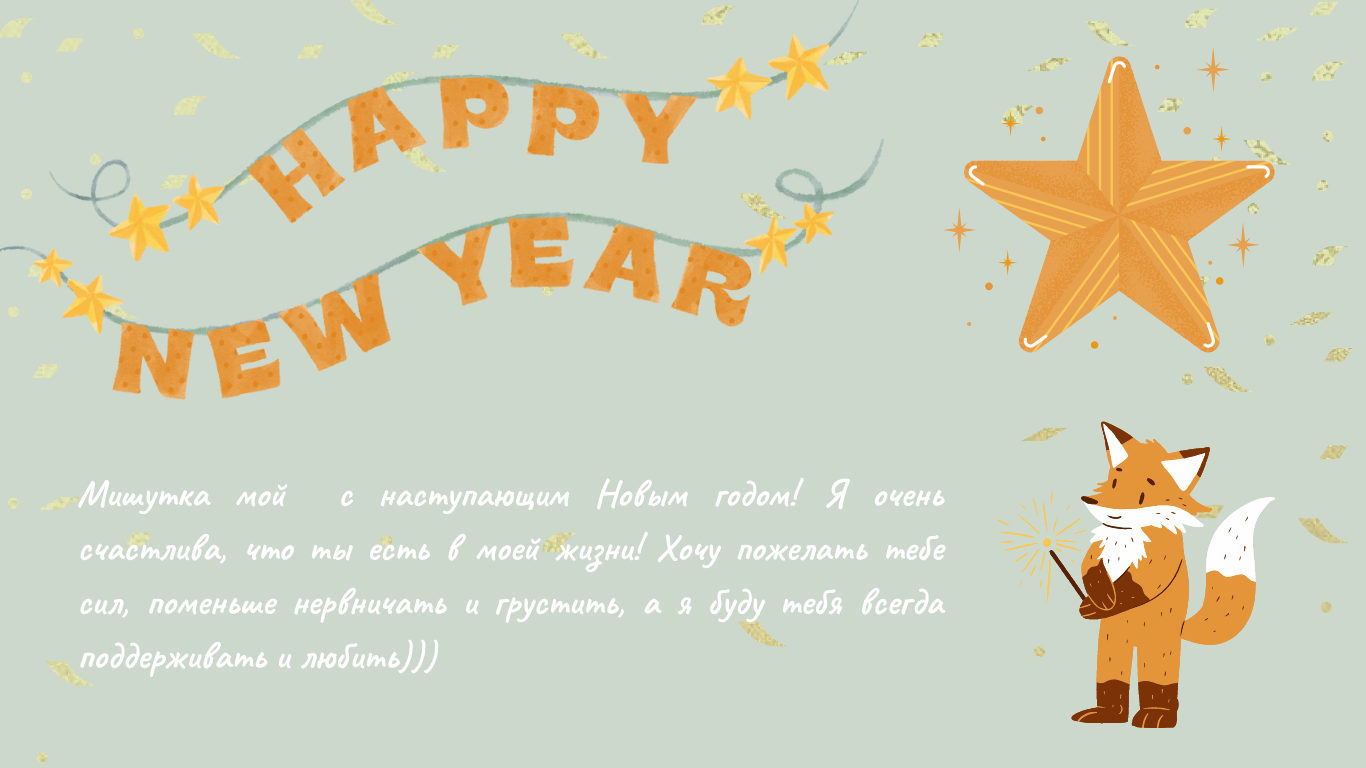 HAPPY
NEW YEAR
Мишутка мой с наступающим Новым годом! Я очень
счастлива, что ты есть в моей жизни! Хочу пожелать тебе
сил, поменьше нервничать и грустить, а я буду тебя всегда
поддерживать и любить)))